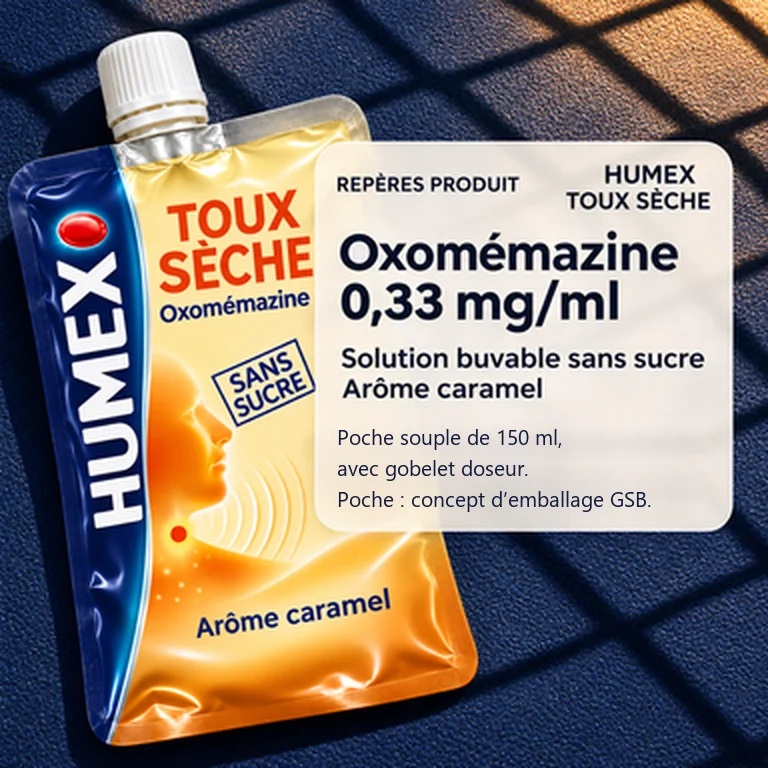 HUMEX
TOUX
SÈCHE
Oxomémazine
SANS
SUCRE
Arôme caramel
REPÈRES PRODUIT
HUMEX
TOUX SÈCHE
Oxomémazine
0,33 mg/ml
Solution buvable sans sucre
Arôme caramel
Poche souple de 150 ml,
avec gobelet doseur.
Poche : concept d’emballage GSB.